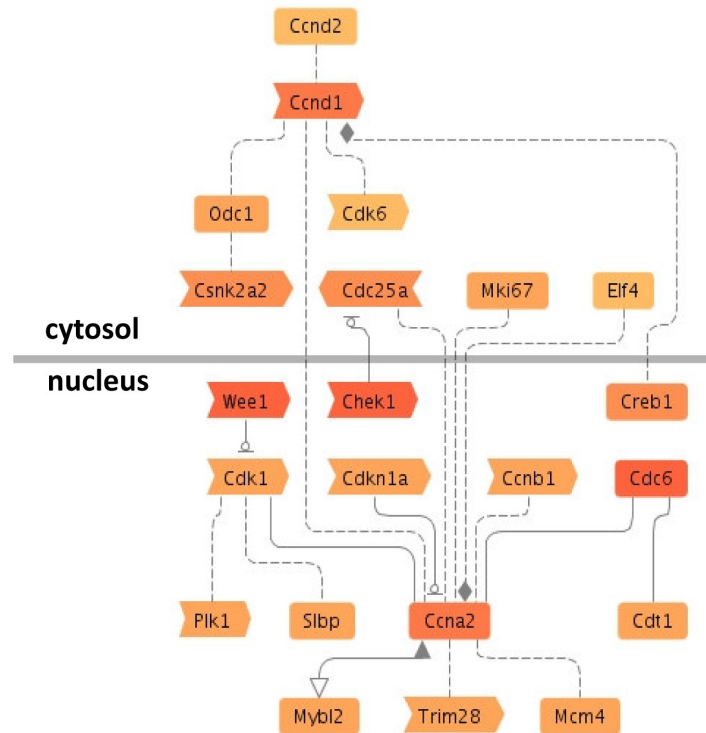 Ccnd2
Ccnd1
Odc1
Cdk6
Csnk2a2
Cdc25a
Mki67
Elf4
cytosol
nucleus
Wee1
Chek1
Creb1
Cdk1
Cdkn1a
Ccnb1
Cdc6
Plk1
Slbp
Ccna2
Cdt1
Mybl2
Trim28
Mcm4